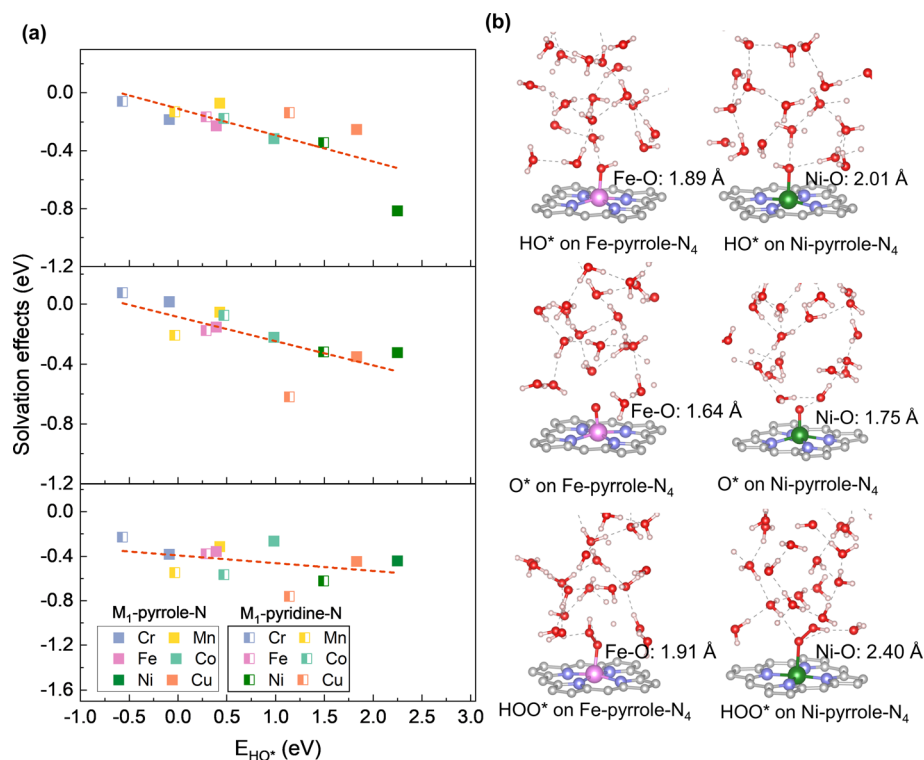 (a)
Solvation effects (eV)
0.0
-0.4
-0.8
-1.2
0.0
-0.4
-0.8
-1.2
-0.4
-0.8
-1.2
-1.6
M₁-pyrrole-N
Cr Mn
Fe Co
Ni Cu
M₁-pyridine-N
Cr Mn
Fe Co
Ni Cu
-1.0 -0.5 0.0 0.5 1.0 1.5 2.0 2.5 3.0
E_HO* (eV)
(b)
Fe-O: 1.89 Å
HO* on Fe-pyrrole-N₄
Ni-O: 2.01 Å
HO* on Ni-pyrrole-N₄
Fe-O: 1.64 Å
O* on Fe-pyrrole-N₄
Ni-O: 1.75 Å
O* on Ni-pyrrole-N₄
Fe-O: 1.91 Å
HOO* on Fe-pyrrole-N₄
Ni-O: 2.40 Å
HOO* on Ni-pyrrole-N₄